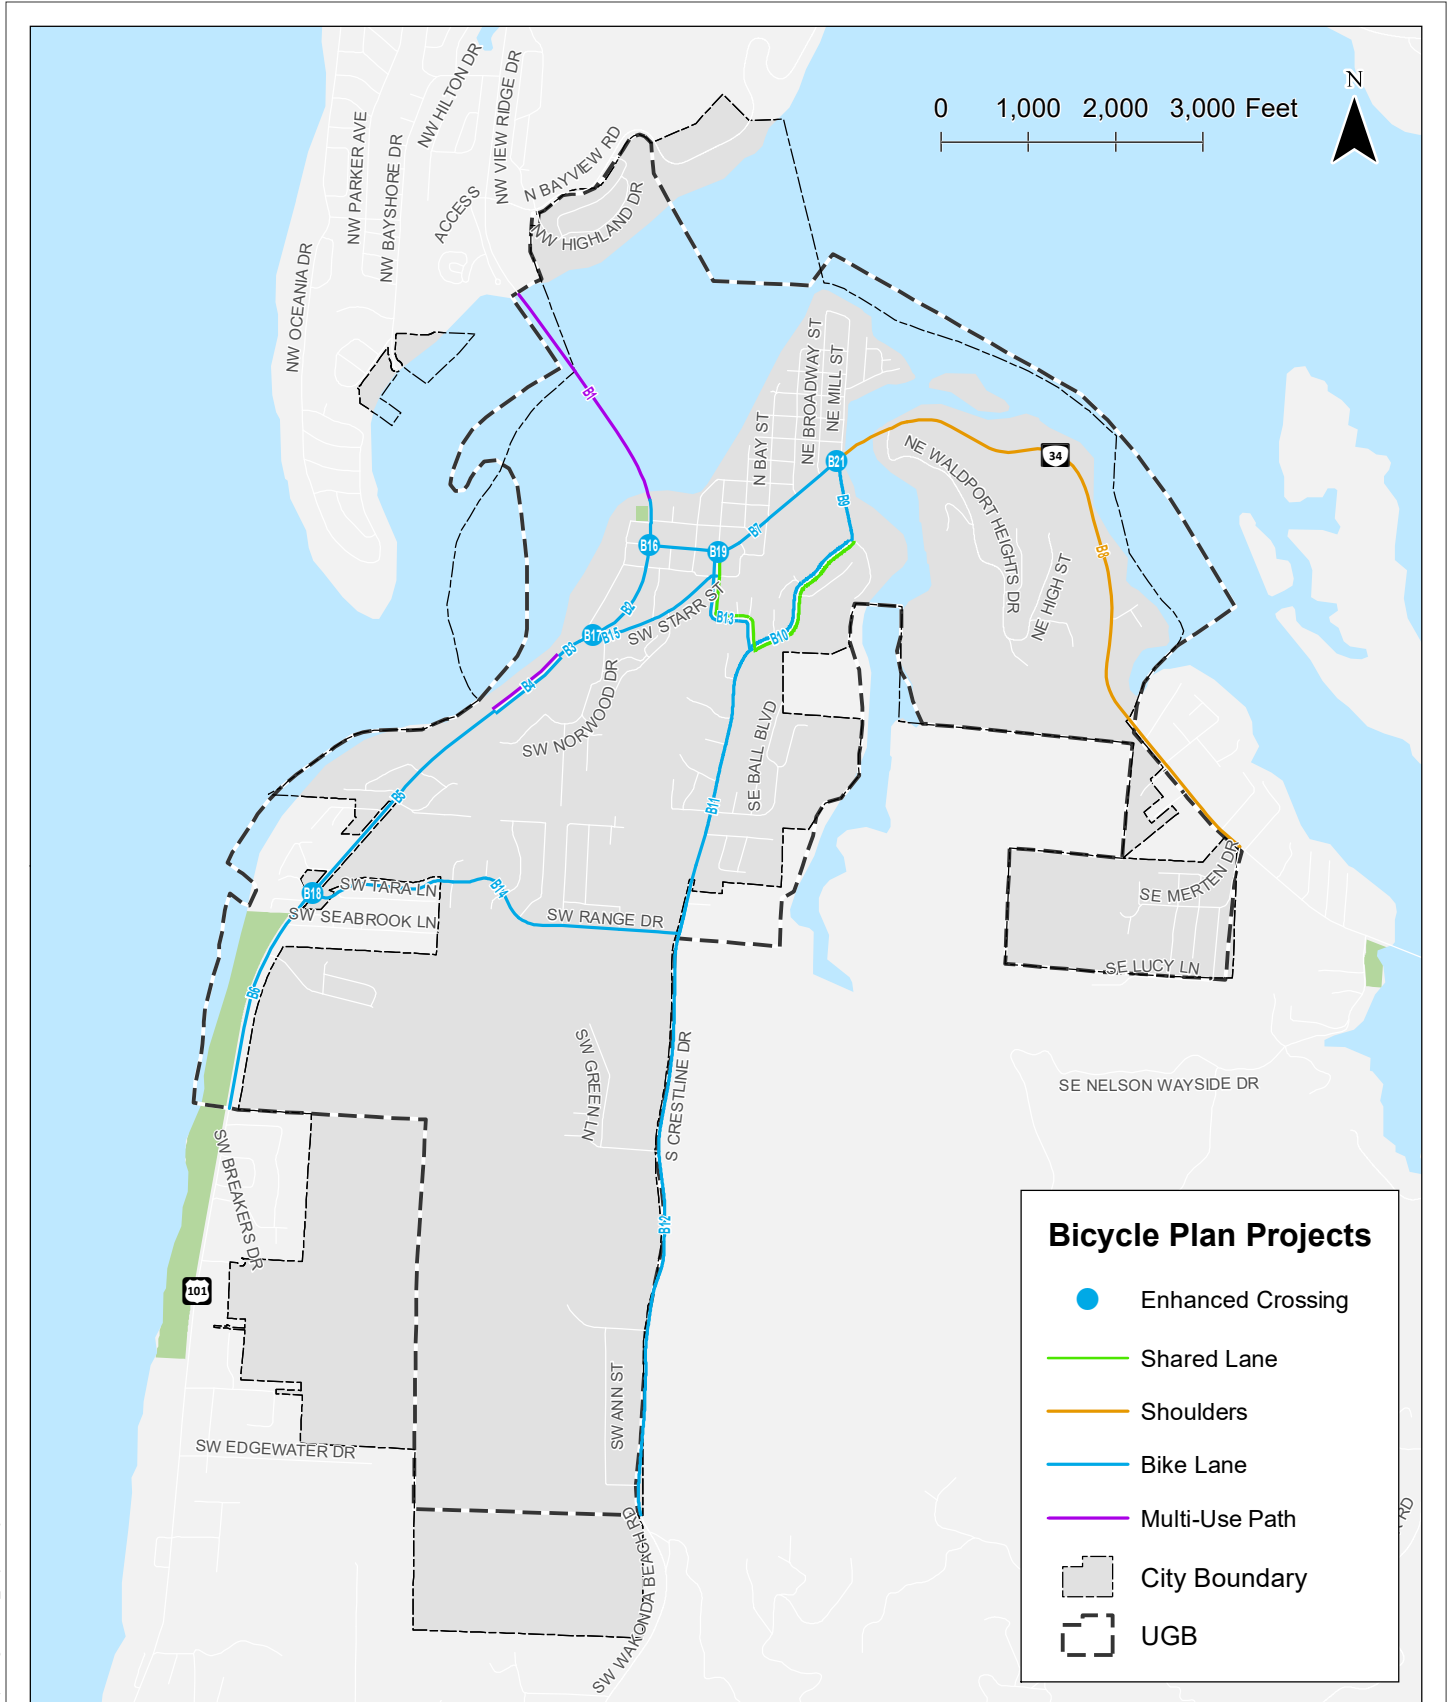 N
0 1,000 2,000 3,000 Feet
NW PARKER AVE
NW BAYSHORE DR
NW HILTON DR
NW VIEW RIDGE DR
ACCESS
N BAYVIEW RD
NW HIGHLAND DR
NW OCEANIA DR
B1
N BAY ST
NE BROADWAY ST
NE MILL ST
B21
34
NE WALDPORT HEIGHTS DR
NE HIGH ST
B7
B16
B19
B2
B17
B15
SW STARR ST
B13
B10
B3
B4
SW NORWOOD DR
SE BALL BLVD
B11
B18
SW TARA LN
B14
SW SEABROOK LN
SW RANGE DR
SE MERTEN DR
SE LUCY LN
B6
SW GREEN LN
S CRESTLINE DR
SE NELSON WAYSIDE DR
SW BREAKERS DR
B12
101
SW ANN ST
SW EDGEWATER DR
SW WAKONDA BEACH RD
RD
Bicycle Plan Projects
Enhanced Crossing
Shared Lane
Shoulders
Bike Lane
Multi-Use Path
City Boundary
UGB